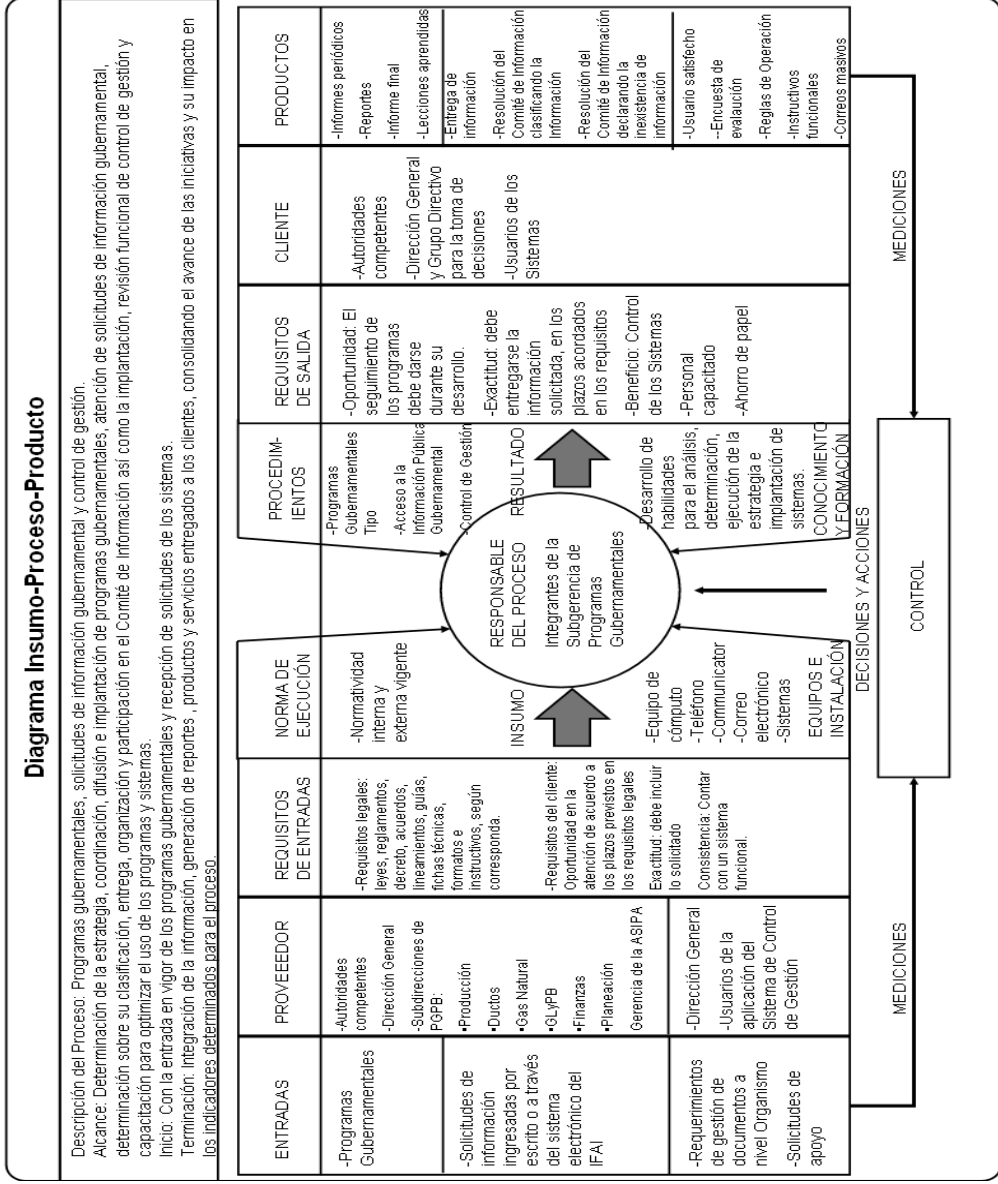 Diagrama Insumo-Proceso-Producto
Descripción del Proceso: Programas gubernamentales, solicitudes de información gubernamental y control de gestión.
Alcance: Determinación de la estrategia, coordinación, difusión e implantación de programas gubernamentales, atención de solicitudes de información gubernamental,
determinación sobre su clasificación, entrega, organización y participación en el Comité de Información así como la implantación, revisión funcional de control de gestión y
capacitación para optimizar el uso de los programas y sistemas.
Inicio: Con la entrada en vigor de los programas gubernamentales y recepción de solicitudes de los sistemas.
Terminación: Integración de la información, generación de reportes , productos y servicios entregados a los clientes, consolidando el avance de las iniciativas y su impacto en
los indicadores determinados para el proceso.
ENTRADAS
-Programas
Gubernamentales
-Solicitudes de
información
ingresadas por
escrito o a través
del sistema
electrónico del
IFAI
-Requerimientos
de gestión de
documentos a
nivel Organismo
-Solicitudes de
apoyo
PROVEEEDOR
-Autoridades
competentes
-Dirección General
-Subdirecciones de
PGPB:
▪Producción
▪Ductos
▪Gas Natural
▪GLyPB
▪Finanzas
▪Planeación
Gerencia de la ASIPA
-Dirección General
-Usuarios de la
aplicación del
Sistema de Control
de Gestión
REQUISITOS
DE ENTRADAS
-Requisitos legales:
leyes, reglamentos,
decreto, acuerdos,
lineamientos, guías,
fichas técnicas,
formatos e
instructivos, según
corresponda.
-Requisitos del cliente:
Oportunidad en la
atención de acuerdo a
los plazos previstos en
los requisitos legales
Exactitud: debe incluir
lo solicitado
Consistencia: Contar
con un sistema
funcional.
NORMA DE
EJECUCIÓN
-Normatividad
interna y
externa vigente
INSUMO
-Equipo de
cómputo
- Teléfono
-Communicator
-Correo
electrónico
-Sistemas
EQUIPOS E
INSTALACIÓN
RESPONSABLE
DEL PROCESO
Integrantes de la
Subgerencia de
Programas
Gubernamentales
PROCEDIM-
IENTOS
-Programas
Gubernamentales
Tipo
-Acceso a la
Información Pública
Gubernamental
-Control de Gestión
RESULTADO
-Desarrollo de
habilidades
para el análisis,
determinación,
ejecución de la
estrategia e
implantación de
sistemas.
CONOCIMIENTO
Y FORMACIÓN
REQUISITOS
DE SALIDA
-Oportunidad: El
seguimiento de
los programas
debe darse
durante su
desarrollo.
-Exactitud: debe
entregarse la
información
solicitada, en los
plazos acordados
en los requisitos
-Beneficio: Control
de los Sistemas
-Personal
capacitado
-Ahorro de papel
CLIENTE
-Autoridades
competentes
-Dirección General
y Grupo Directivo
para la toma de
decisiones
-Usuarios de los
Sistemas
PRODUCTOS
-Informes periódicos
-Reportes
-Informe final
-Lecciones aprendidas
-Entrega de
información
-Resolución del
Comité de Información
clasificando la
Información
-Resolución del
Comité de Información
declarando la
inexistencia de
información
-Usuario satisfecho
--Encuesta de
evalaución
-Reglas de Operación
-Instructivos
funcionales
-Correos masivos
DECISIONES Y ACCIONES
MEDICIONES
CONTROL
MEDICIONES